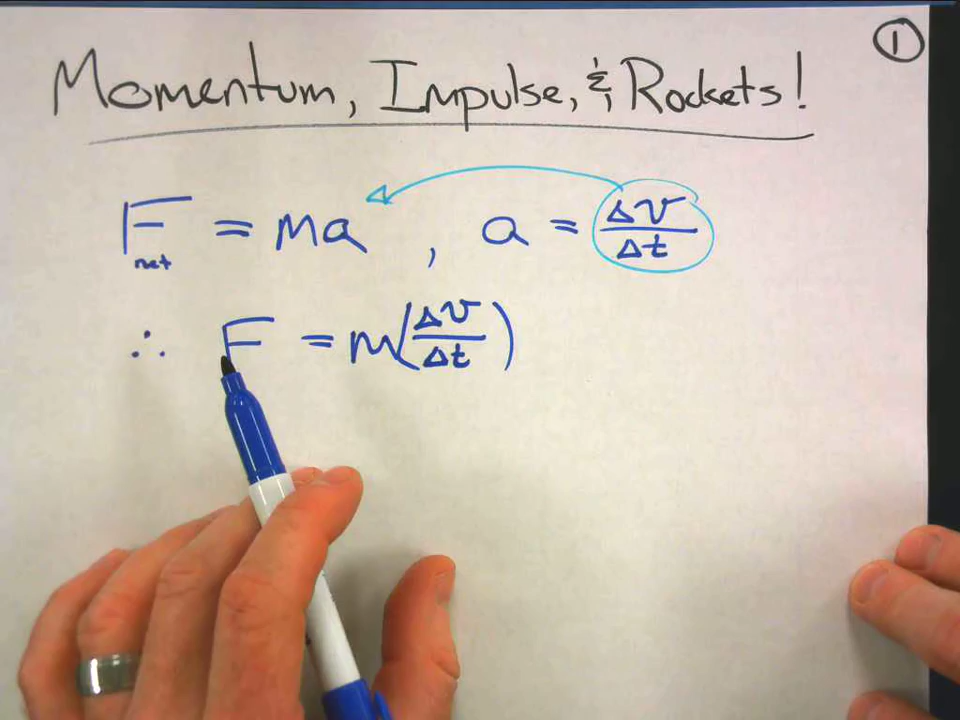 ①
Momentum, Impulse, & Rockets!
F_net = ma , a = Δv/Δt
∴ F = m(Δv/Δt)